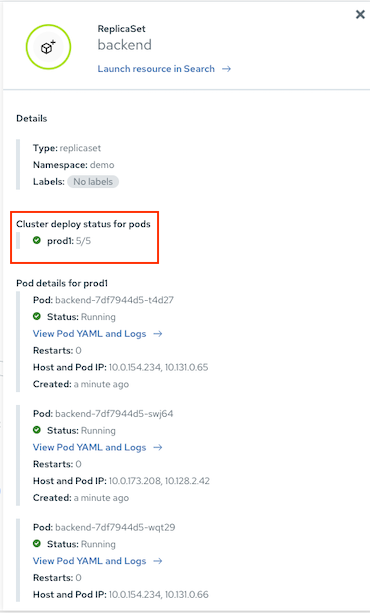 ReplicaSet
backend
Launch resource in Search
Details
Type: replicaset
Namespace: demo
Labels: No labels
Cluster deploy status for pods
prod1: 5/5
Pod details for prod1
Pod: backend-7df7944d5-t4d27
Status: Running
View Pod YAML and Logs
Restarts: 0
Host and Pod IP: 10.0.154.234, 10.131.0.65
Created: a minute ago
Pod: backend-7df7944d5-swj64
Status: Running
View Pod YAML and Logs
Restarts: 0
Host and Pod IP: 10.0.173.208, 10.128.2.42
Created: a minute ago
Pod: backend-7df7944d5-wqt29
Status: Running
View Pod YAML and Logs
Restarts: 0
Host and Pod IP: 10.0.154.234, 10.131.0.66